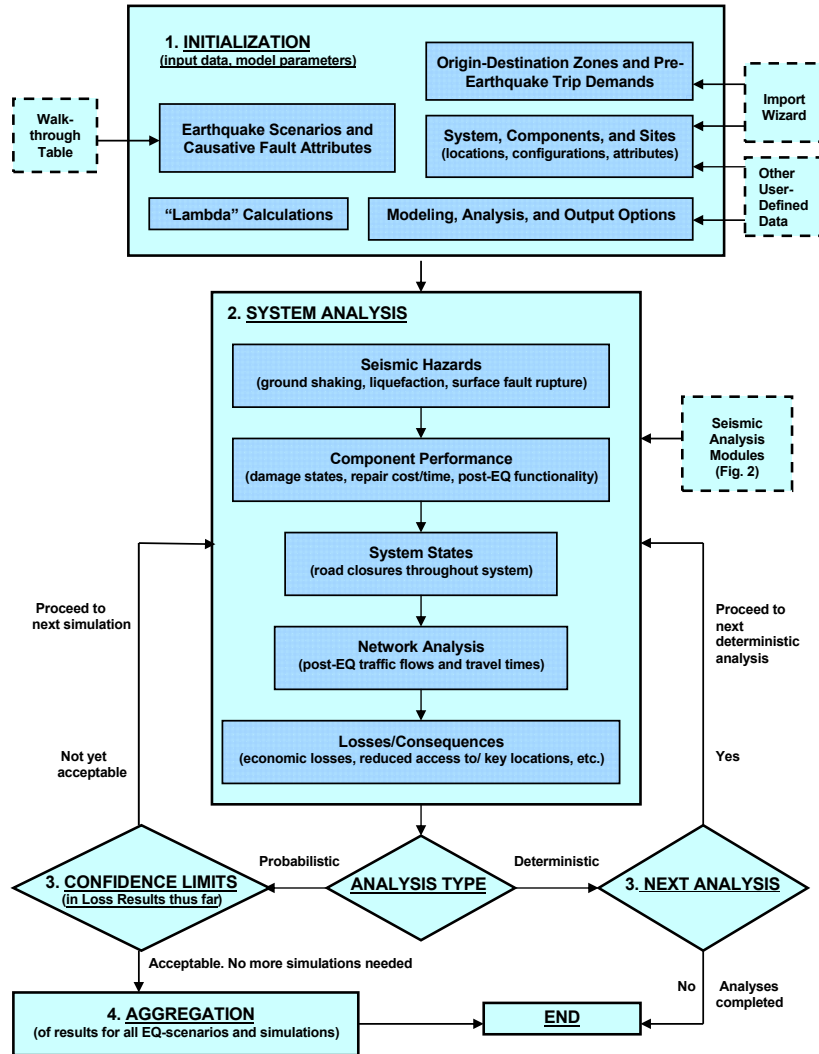 1. INITIALIZATION
(input data, model parameters)
Origin-Destination Zones and Pre-
Earthquake Trip Demands
Walk-
through
Table
Earthquake Scenarios and
Causative Fault Attributes
System, Components, and Sites
(locations, configurations, attributes)
Import
Wizard
Other
User-
Defined
Data
“Lambda” Calculations
Modeling, Analysis, and Output Options
2. SYSTEM ANALYSIS
Seismic Hazards
(ground shaking, liquefaction, surface fault rupture)
Component Performance
(damage states, repair cost/time, post-EQ functionality)
Seismic
Analysis
Modules
(Fig. 2)
System States
(road closures throughout system)
Network Analysis
(post-EQ traffic flows and travel times)
Losses/Consequences
(economic losses, reduced access to/ key locations, etc.)
Proceed to
next simulation
Not yet
acceptable
Proceed to
next
deterministic
analysis
Yes
3. CONFIDENCE LIMITS
(in Loss Results thus far)
Probabilistic
ANALYSIS TYPE
Deterministic
3. NEXT ANALYSIS
Acceptable. No more simulations needed
No
Analyses
completed
4. AGGREGATION
(of results for all EQ-scenarios and simulations)
END